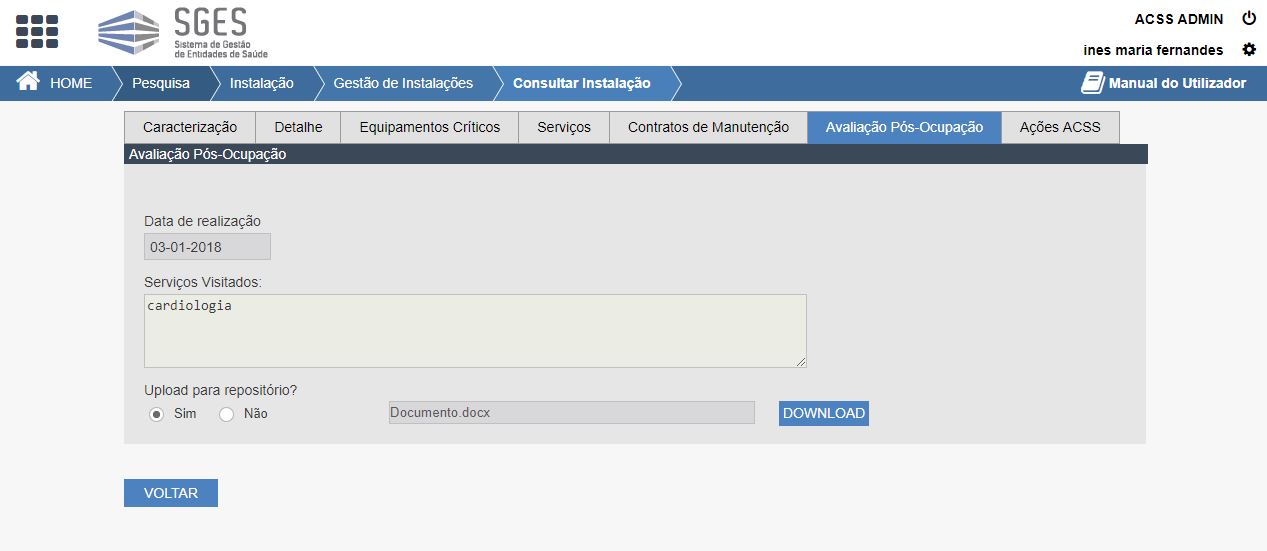 SGES
Sistema de Gestão
de Entidades de Saúde
ACSS ADMIN
ines maria fernandes
HOME
Pesquisa
Instalação
Gestão de Instalações
Consultar Instalação
Manual do Utilizador
Caracterização
Detalhe
Equipamentos Críticos
Serviços
Contratos de Manutenção
Avaliação Pós-Ocupação
Ações ACSS
Avaliação Pós-Ocupação
Data de realização
03-01-2018
Serviços Visitados:
cardiologia
Upload para repositório?
Sim
Não
Documento.docx
DOWNLOAD
VOLTAR